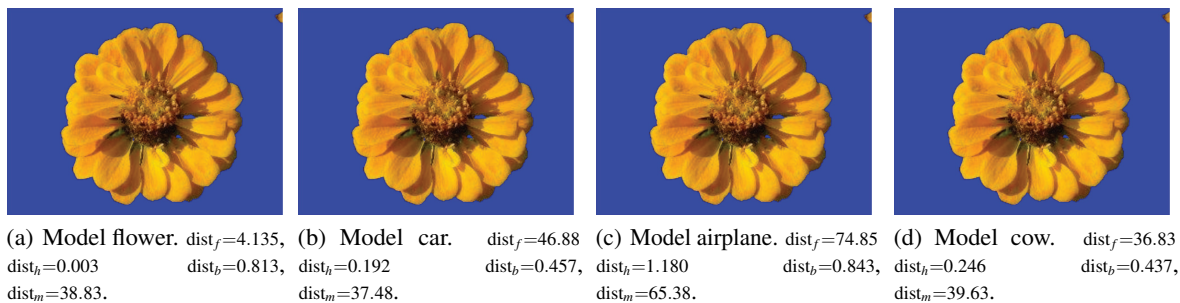 (a) Model flower. dist_f=4.135,
dist_h=0.003 dist_b=0.813,
dist_m=38.83.
(b) Model car. dist_f=46.88
dist_h=0.192 dist_b=0.457,
dist_m=37.48.
(c) Model airplane. dist_f=74.85
dist_h=1.180 dist_b=0.843,
dist_m=65.38.
(d) Model cow. dist_f=36.83
dist_h=0.246 dist_b=0.437,
dist_m=39.63.